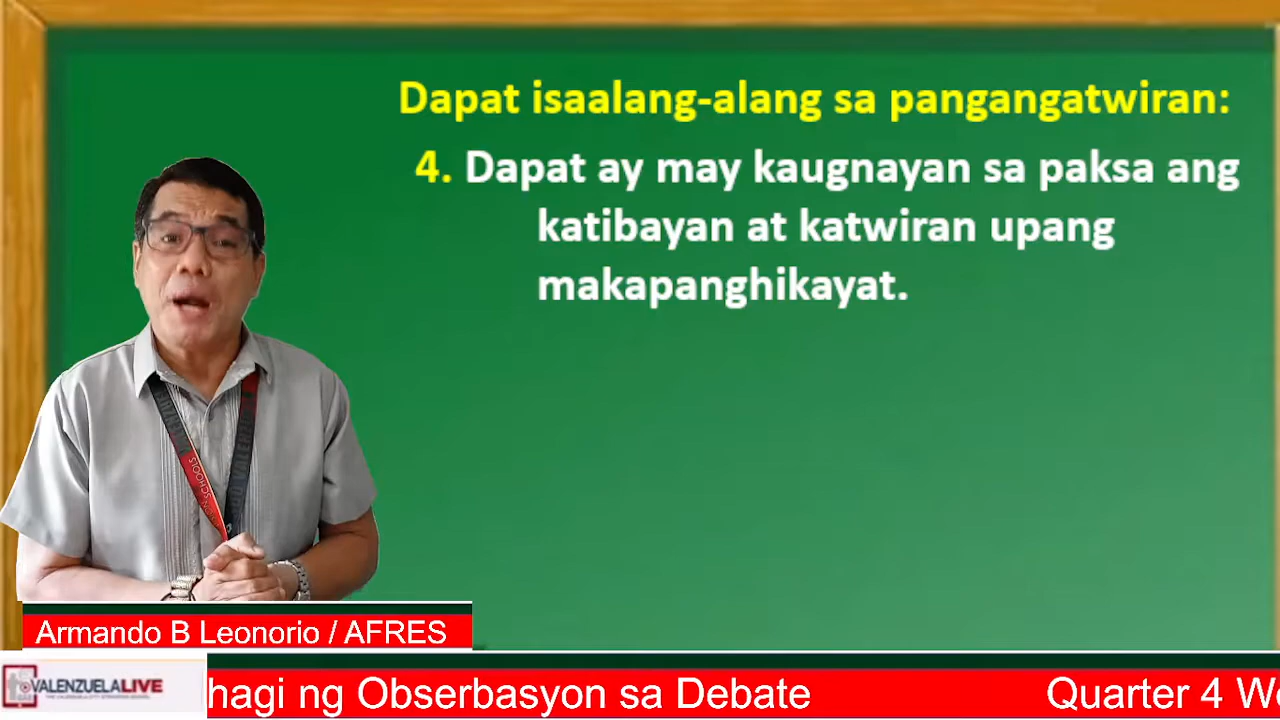 Dapat isaalang-alang sa pangangatwiran:
4. Dapat ay may kaugnayan sa paksa ang
katibayan at katwiran upang
makapanghikayat.
SCHOOLS
Armando B Leonorio / AFRES
VALENZUELALIVE
hagi ng Obserbasyon sa Debate
Quarter 4 We